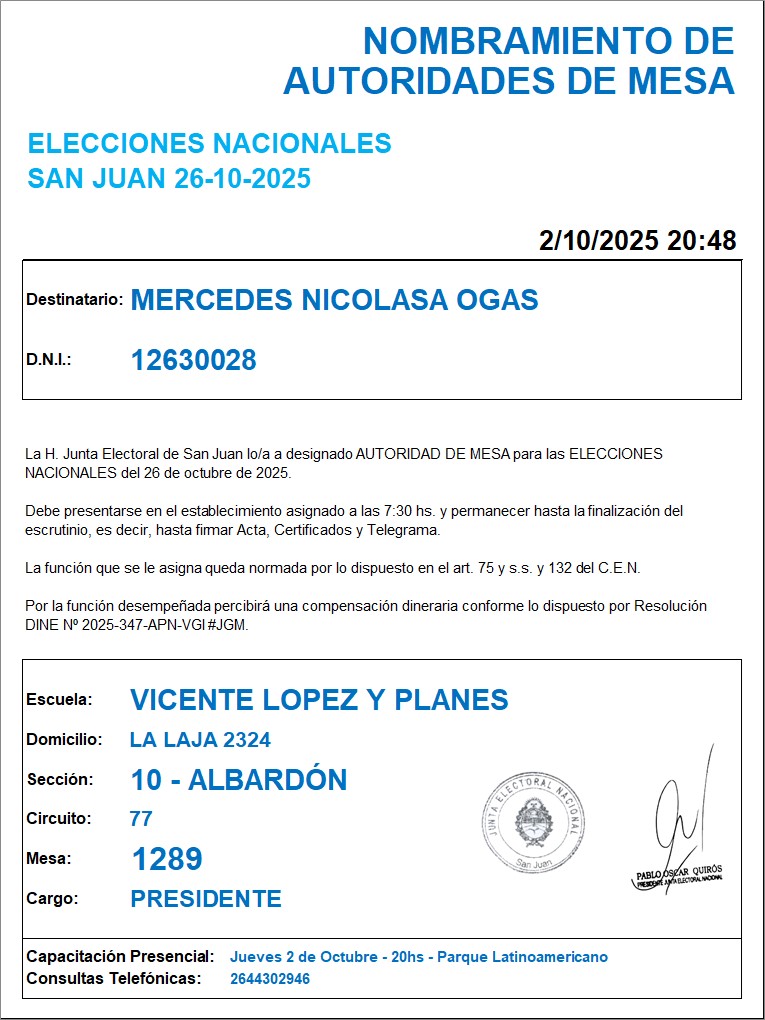 NOMBRAMIENTO DE
AUTORIDADES DE MESA
ELECCIONES NACIONALES
SAN JUAN 26-10-2025
2/10/2025 20:48
Destinatario: MERCEDES NICOLASA OGAS
D.N.I.: 12630028
La H. Junta Electoral de San Juan lo/a a designado AUTORIDAD DE MESA para las ELECCIONES
NACIONALES del 26 de octubre de 2025.
Debe presentarse en el establecimiento asignado a las 7:30 hs. y permanecer hasta la finalización del
escrutinio, es decir, hasta firmar Acta, Certificados y Telegrama.
La función que se le asigna queda normada por lo dispuesto en el art. 75 y s.s. y 132 del C.E.N.
Por la función desempeñada percibirá una compensación dineraria conforme lo dispuesto por Resolución
DINE Nº 2025-347-APN-VGI#JGM.
Escuela: VICENTE LOPEZ Y PLANES
Domicilio: LA LAJA 2324
Sección: 10 - ALBARDÓN
Circuito: 77
Mesa: 1289
Cargo: PRESIDENTE
JUNTA ELECTORAL NACIONAL
San Juan
PABLO OSCAR QUIRÓS
PRESIDENTE JUNTA ELECTORAL NACIONAL
Capacitación Presencial: Jueves 2 de Octubre - 20hs - Parque Latinoamericano
Consultas Telefónicas: 2644302946